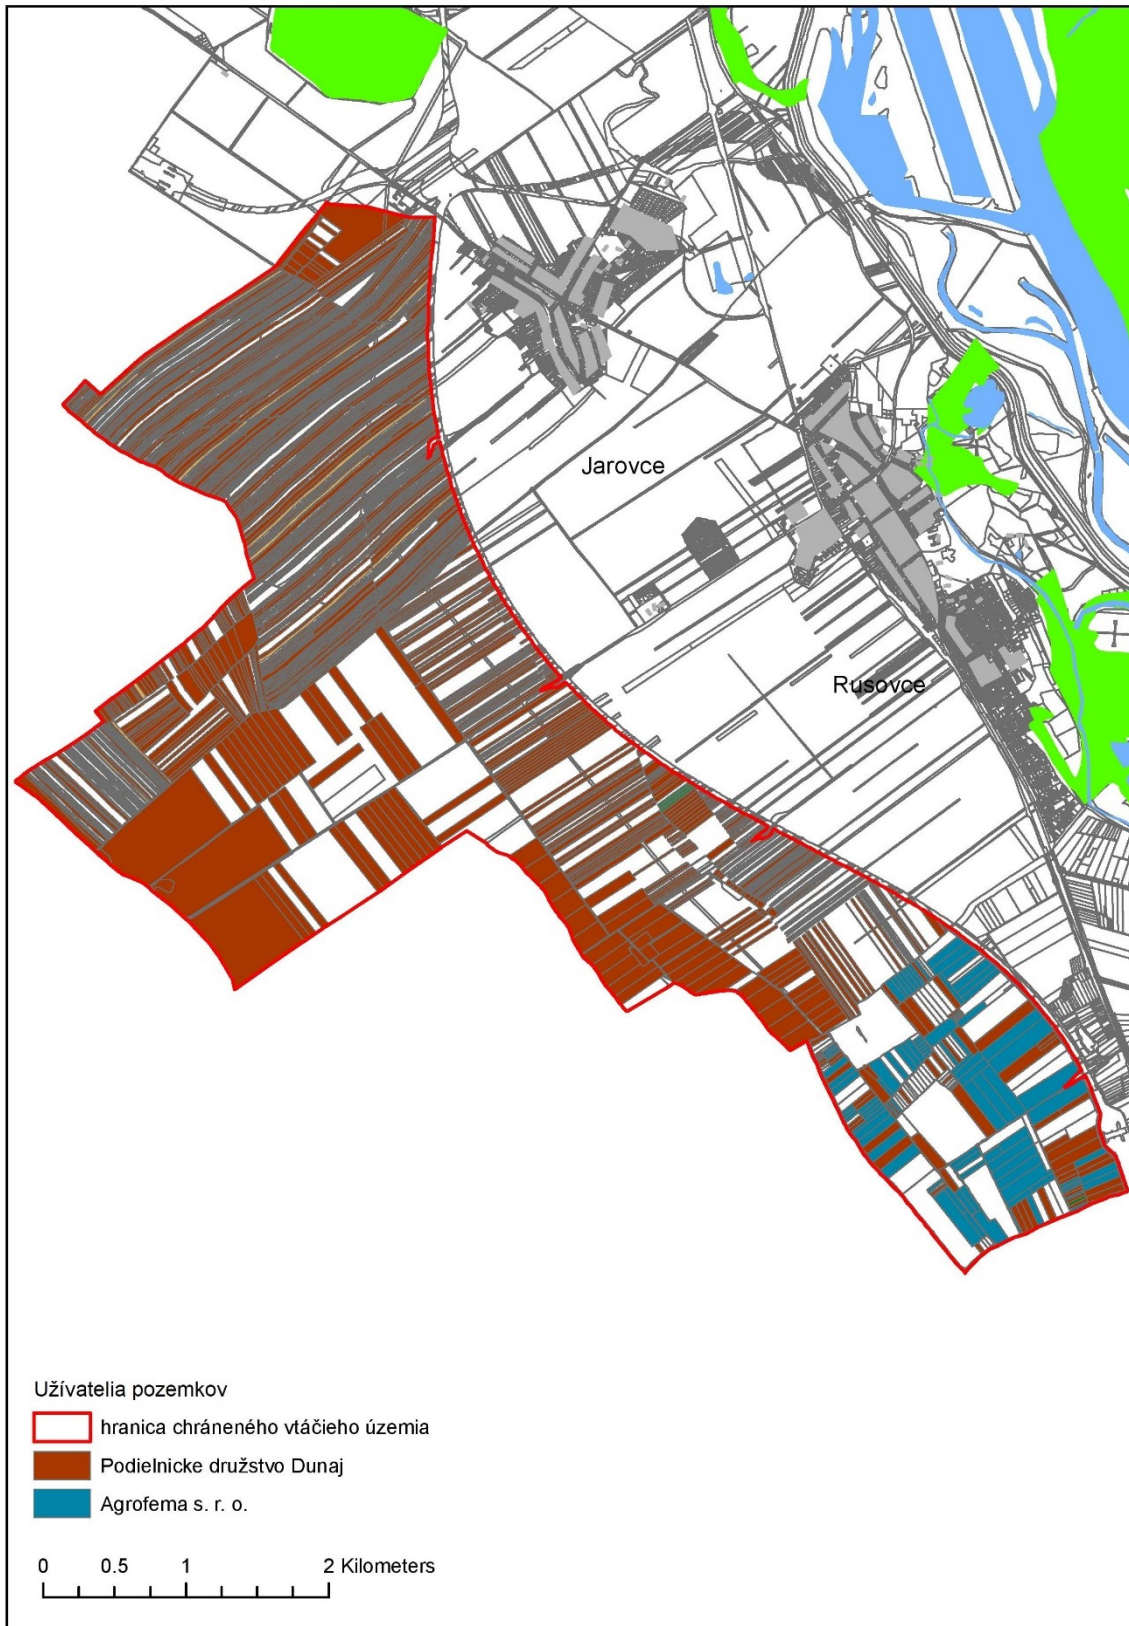 Jarovce
Rusovce
Užívatelia pozemkov
hranica chráneného vtáčieho územia
Podielnicke družstvo Dunaj
Agrofema s. r. o.
0 0.5 1 2 Kilometers